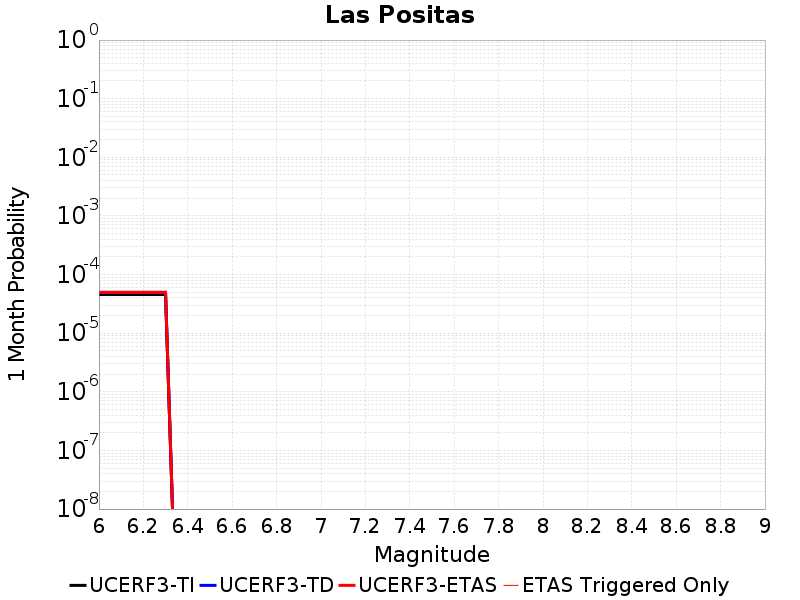 Las Positas
1 Month Probability
10^0
10^-1
10^-2
10^-3
10^-4
10^-5
10^-6
10^-7
10^-8
6 6.2 6.4 6.6 6.8 7 7.2 7.4 7.6 7.8 8 8.2 8.4 8.6 8.8 9
Magnitude
UCERF3-TI UCERF3-TD UCERF3-ETAS ETAS Triggered Only